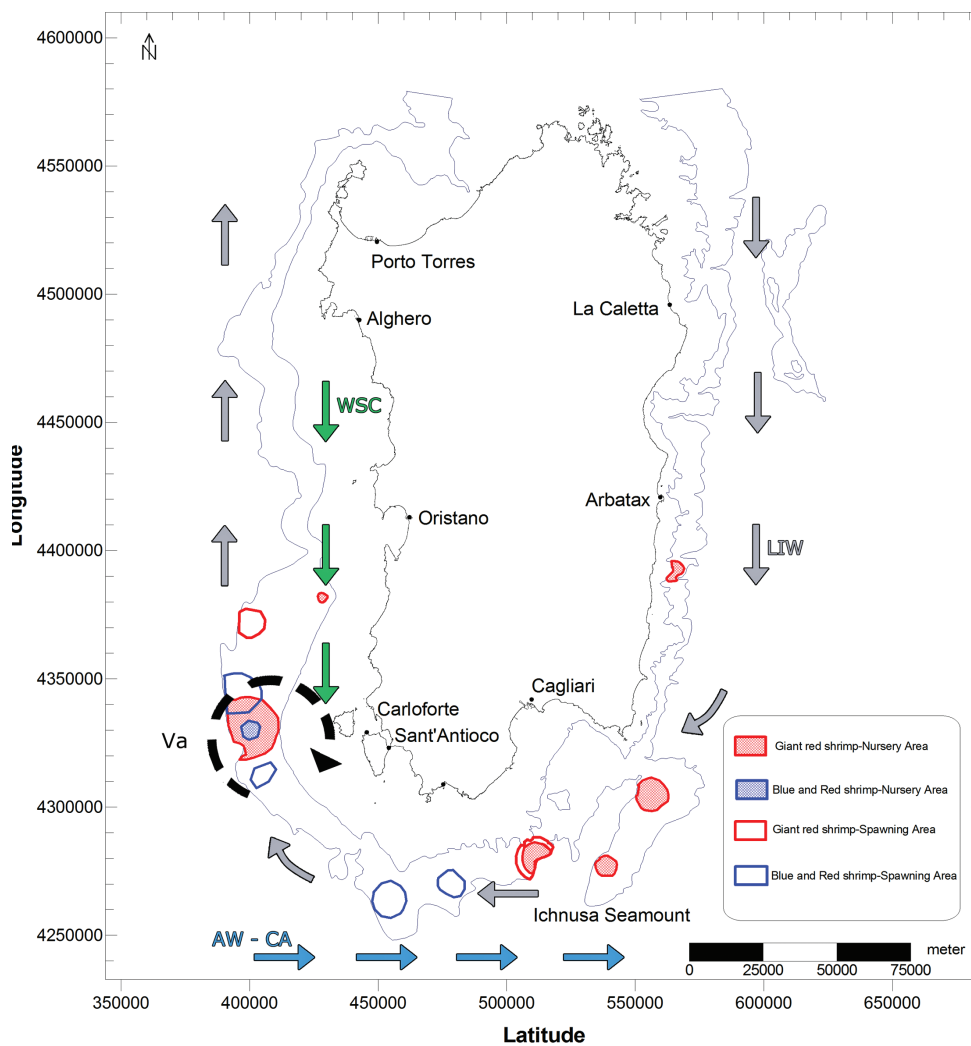 4600000
N
4550000
Porto Torres
4500000
La Caletta
Alghero
WSC
4450000
Longitude
Arbatax
Oristano
4400000
LIW
4350000
Cagliari
Carloforte
Va
Sant'Antioco
Giant red shrimp-Nursery Area
Blue and Red shrimp-Nursery Area
4300000
Giant red shrimp-Spawning Area
Blue and Red shrimp-Spawning Area
Ichnusa Seamount
4250000
AW - CA
meter
0 25000 50000 75000
350000 400000 450000 500000 550000 600000 650000
Latitude